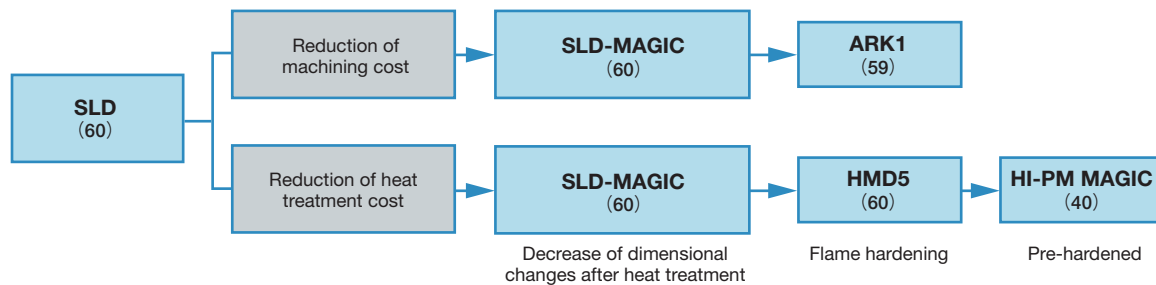 SLD
(60)
Reduction of
machining cost
SLD-MAGIC
(60)
ARK1
(59)
Reduction of heat
treatment cost
SLD-MAGIC
(60)
Decrease of dimensional
changes after heat treatment
HMD5
(60)
Flame hardening
HI-PM MAGIC
(40)
Pre-hardened